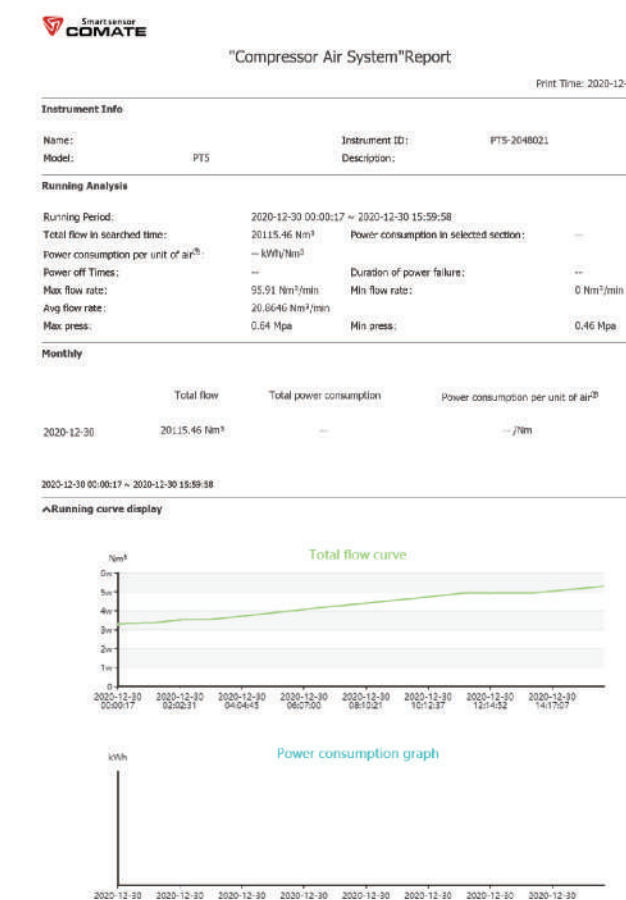 Smartsensor
COMATE
"Compressor Air System"Report
Print Time: 2020-12-
Instrument Info
Name: Instrument ID: PT5-2048021
Model: PT5 Description:
Running Analysis
Running Period: 2020-12-30 00:00:17 ~ 2020-12-30 15:59:58
Total flow in searched time: 20115.46 Nm³ Power consumption in selected section: --
Power consumption per unit of air⑦: -- kWh/Nm³
Power off Times: -- Duration of power failure: --
Max flow rate: 95.91 Nm³/min Min flow rate: 0 Nm³/min
Avg flow rate: 20.8646 Nm³/min
Max press: 0.64 Mpa Min press: 0.46 Mpa
Monthly
Total flow Total power consumption Power consumption per unit of air⑦
2020-12-30 20115.46 Nm³ -- -- /Nm
2020-12-30 00:00:17 ~ 2020-12-30 15:59:58
Running curve display
Total flow curve
Nm³
6w
5w
4w
3w
2w
1w
0
2020-12-30 2020-12-30 2020-12-30 2020-12-30 2020-12-30 2020-12-30 2020-12-30 2020-12-30
00:00:17 02:02:31 04:04:45 06:07:00 08:10:21 10:12:37 12:14:52 14:17:07
Power consumption graph
kWh
2020-12-30 2020-12-30 2020-12-30 2020-12-30 2020-12-30 2020-12-30 2020-12-30 2020-12-30